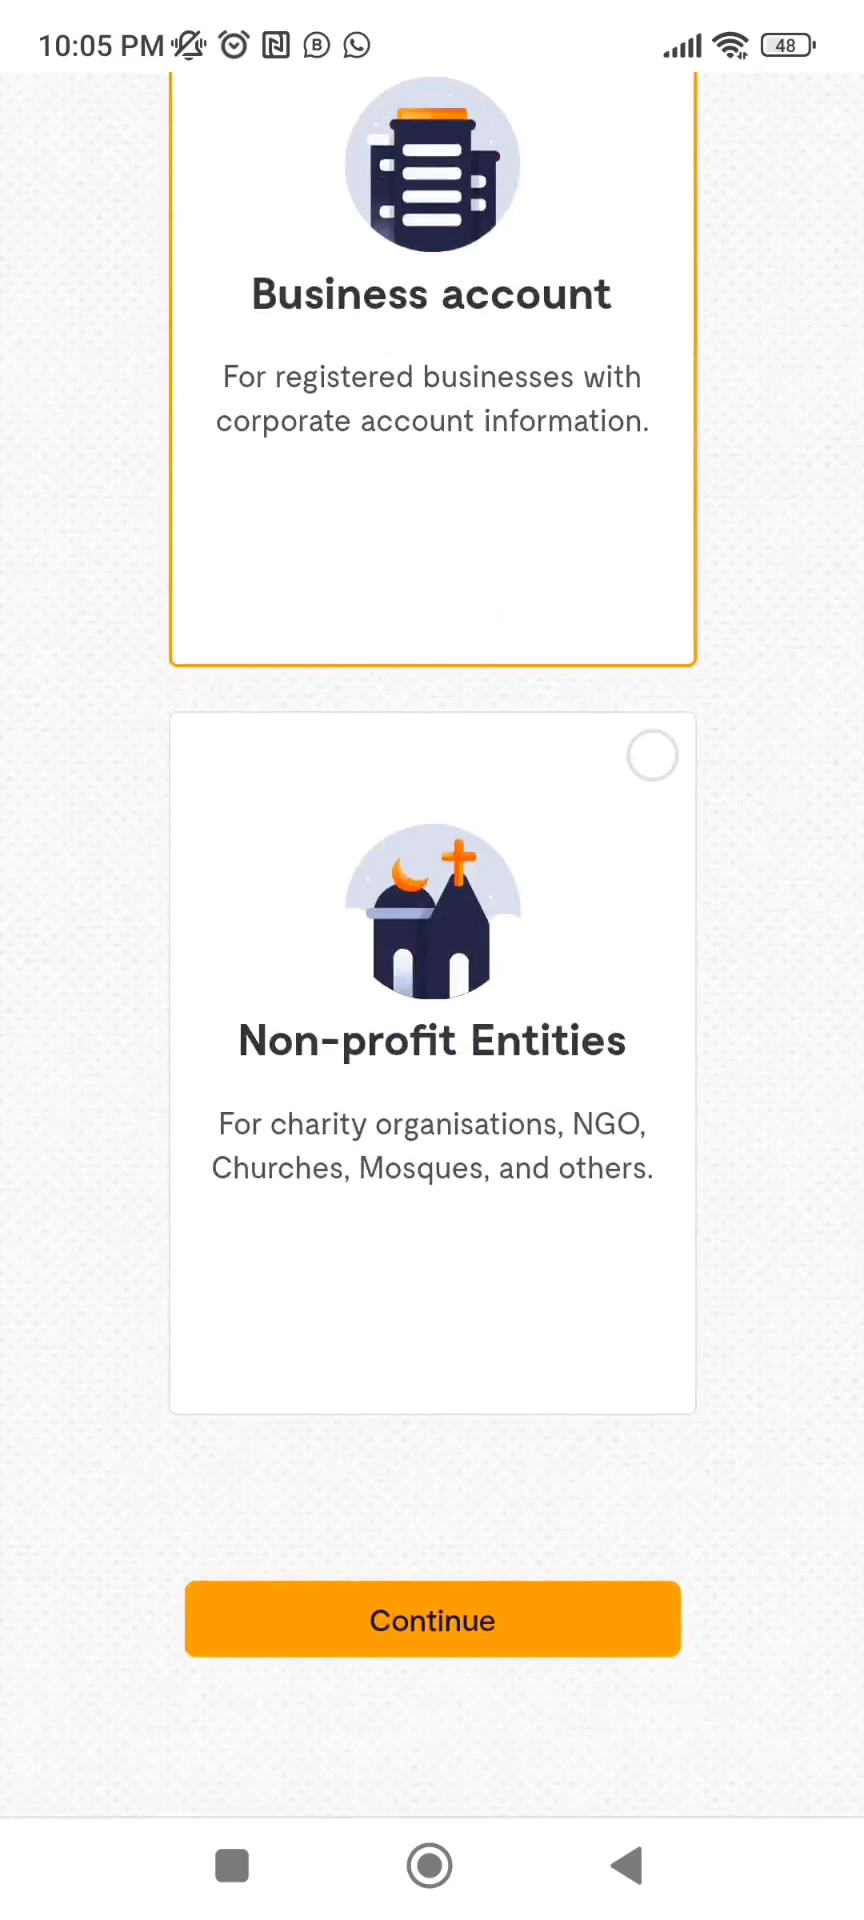 10:05 PM
48
Business account
For registered businesses with
corporate account information.
Non-profit Entities
For charity organisations, NGO,
Churches, Mosques, and others.
Continue